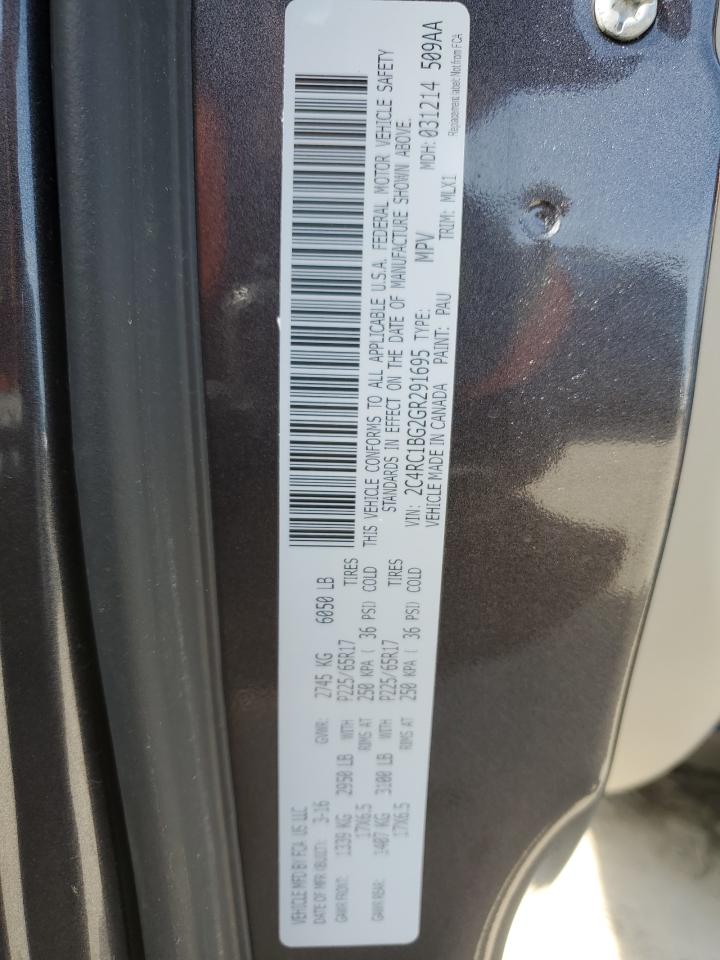 VEHICLE MFD BY FCA US LLC
DATE OF MFR (BUILT): 3-16 GVWR: 2745 KG 6050 LB
GAWR FRONT: 1339 KG 2950 LB WITH P225/65R17 TIRES
17X6.5 RIMS AT 250 KPA ( 36 PSI) COLD
GAWR REAR: 1407 KG 3100 LB WITH P225/65R17 TIRES
17X6.5 RIMS AT 250 KPA ( 36 PSI) COLD
THIS VEHICLE CONFORMS TO ALL APPLICABLE U.S.A. FEDERAL MOTOR VEHICLE SAFETY
STANDARDS IN EFFECT ON THE DATE OF MANUFACTURE SHOWN ABOVE.
VIN: 2C4RC1BG2GR291695 TYPE: MPV MDH: 031214 509AA
VEHICLE MADE IN CANADA PAINT: PAU TRIM: MLX1
Replacement label: Not from FCA